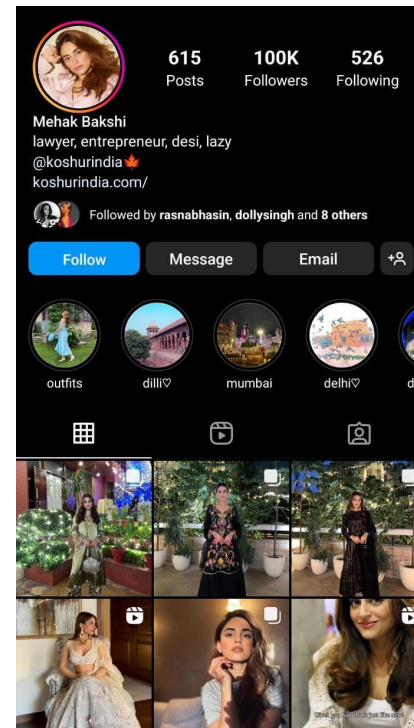 615 100K 526
Posts Followers Following
Mehak Bakshi
lawyer, entrepreneur, desi, lazy
@koshurindia🍁
koshurindia.com/
Followed by rasnabhasin, dollysingh and 8 others
Follow Message Email
outfits dilli♡ mumbai delhi♡ d